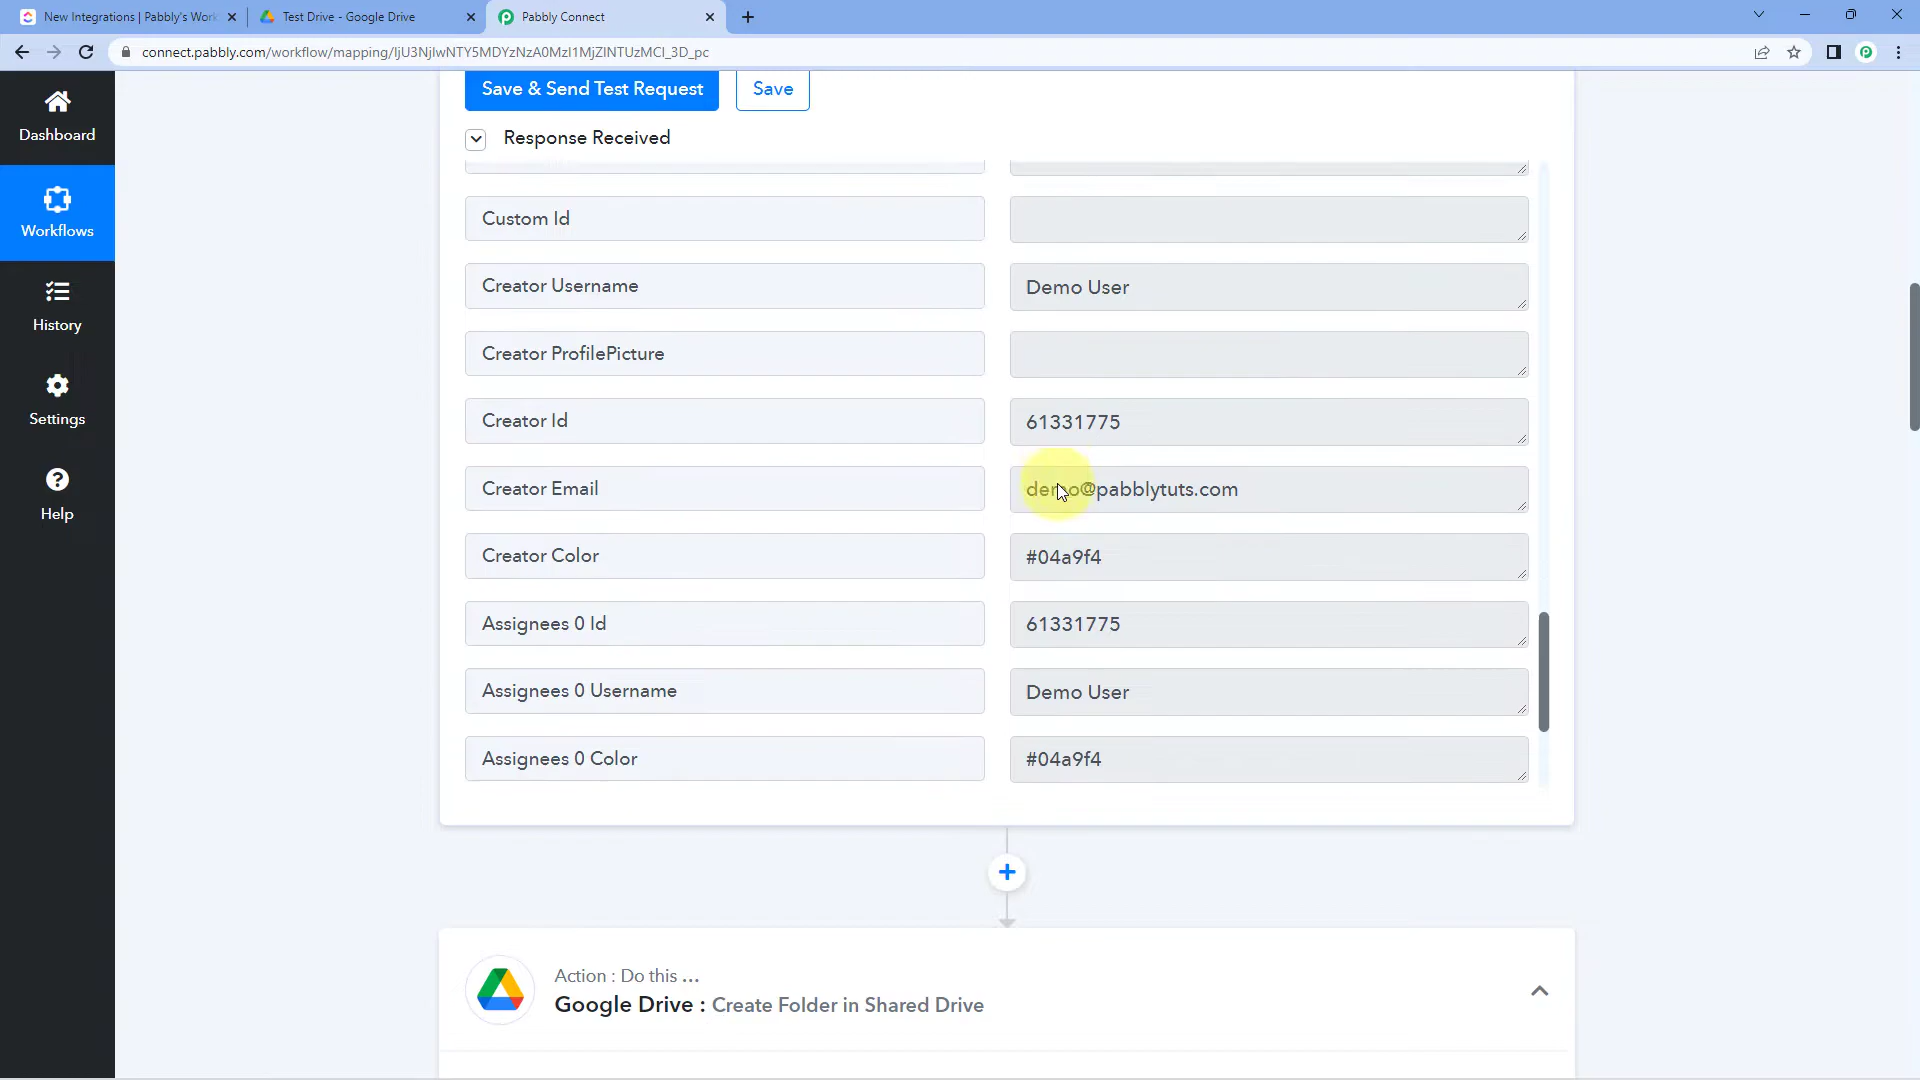 New Integrations | Pabbly's Work
Test Drive - Google Drive
Pabbly Connect
connect.pabbly.com/workflow/mapping/
Dashboard
Workflows
History
Settings
Help
Save & Send Test Request
Save
Response Received
Custom Id
Creator Username
Demo User
Creator ProfilePicture
Creator Id
61331775
Creator Email
demo@pabblytuts.com
Creator Color
#04a9f4
Assignees 0 Id
61331775
Assignees 0 Username
Demo User
Assignees 0 Color
#04a9f4
Action : Do this ...
Google Drive : Create Folder in Shared Drive